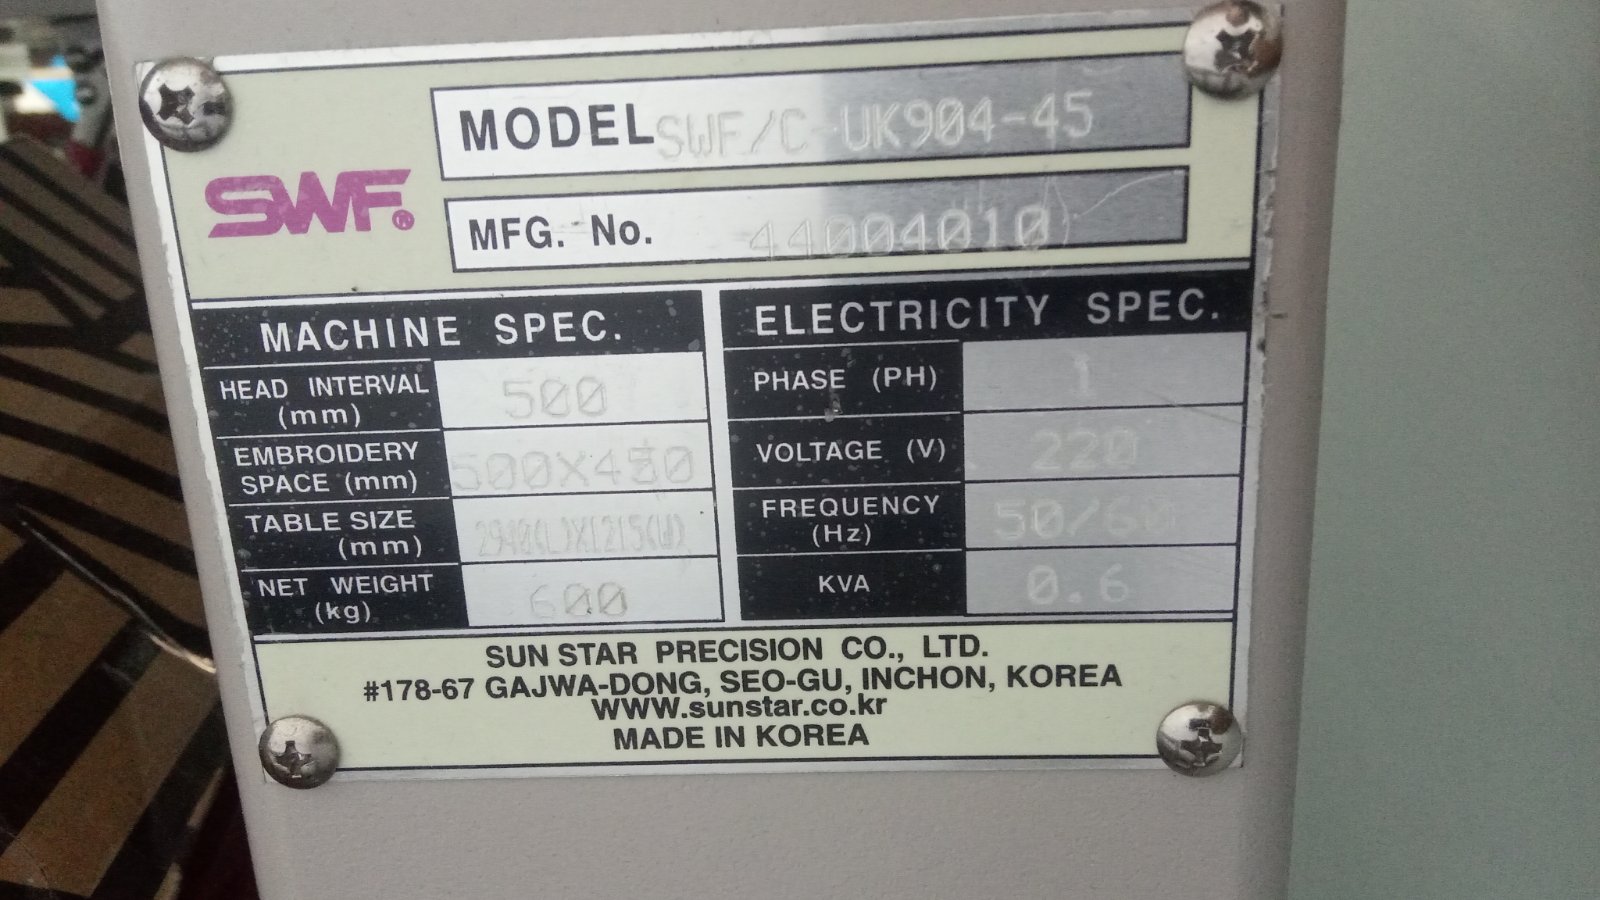 MODEL SWF/C-UK904-45
SWF®
MFG. No. 44004010
MACHINE SPEC.
HEAD INTERVAL (mm) 500
EMBROIDERY SPACE (mm) 500X450
TABLE SIZE (mm) 2940(L)X1215(W)
NET WEIGHT (kg) 600
ELECTRICITY SPEC.
PHASE (PH) 1
VOLTAGE (V) 220
FREQUENCY (Hz) 50/60
KVA 0.6
SUN STAR PRECISION CO., LTD.
#178-67 GAJWA-DONG, SEO-GU, INCHON, KOREA
WWW.sunstar.co.kr
MADE IN KOREA